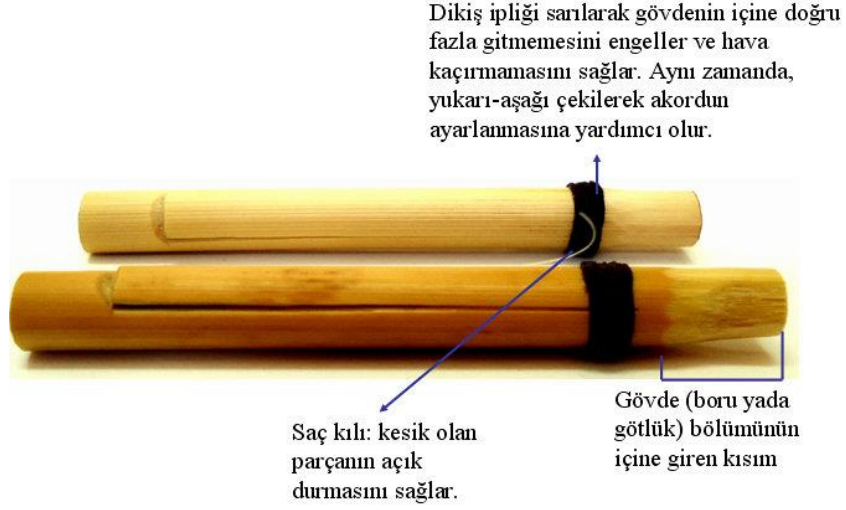 Dikiş ipliği sarılarak gövdenin içine doğru
fazla gitmemesini engeller ve hava
kaçırmamasını sağlar. Aynı zamanda,
yukarı-aşağı çekilerek akordun
ayarlanmasına yardımcı olur.
Saç kılı: kesik olan
parçanın açık
durmasını sağlar.
Gövde (boru yada
götlük) bölümünün
içine giren kısım